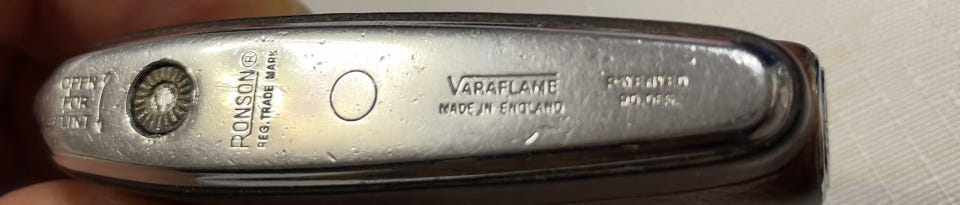 OPEN
FOR
FLINT
RONSON®
REG. TRADE MARK
VARAFLAME
MADE IN ENGLAND